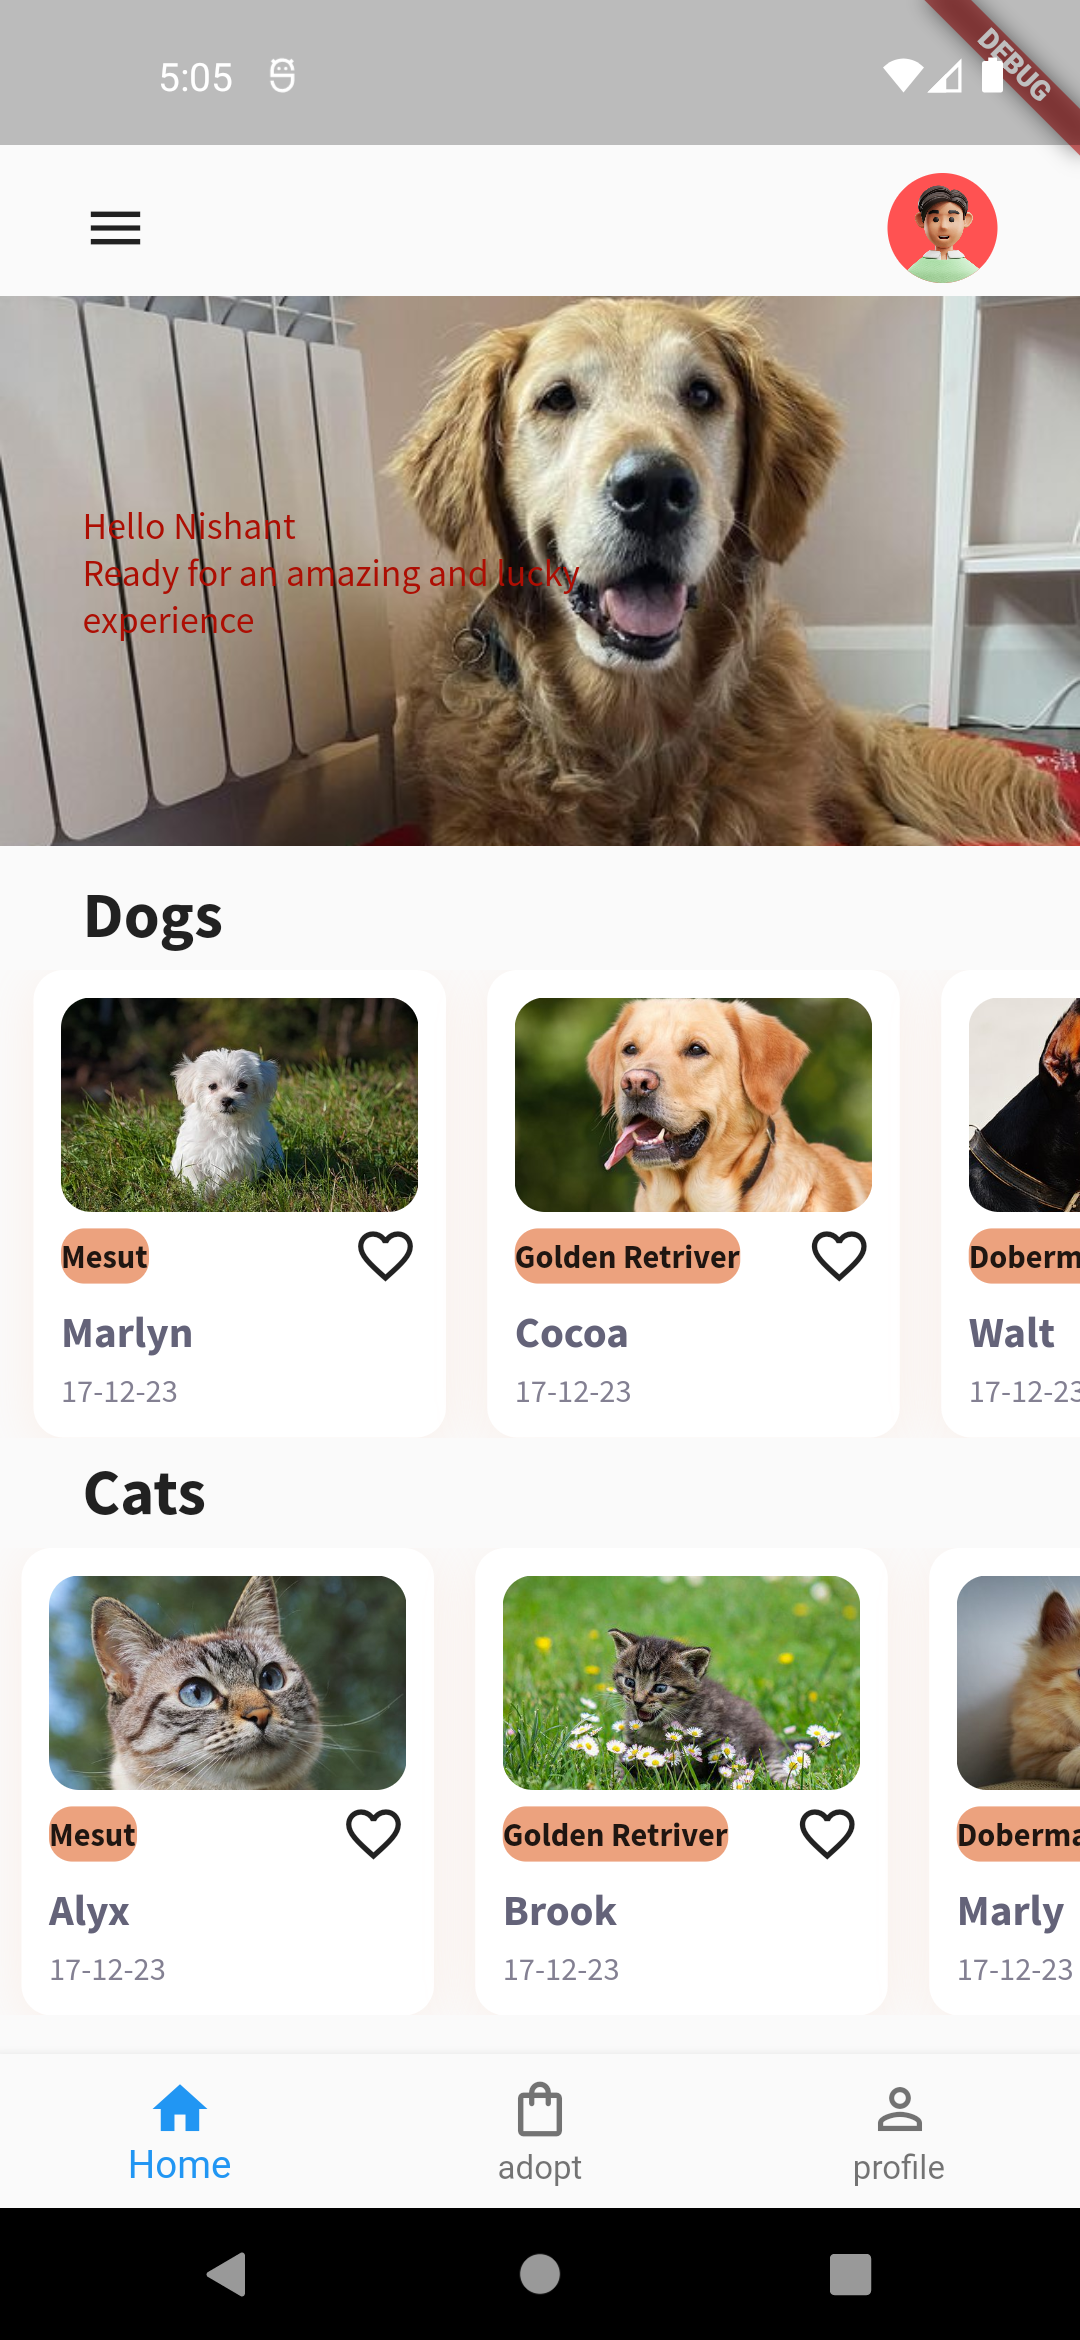 5:05
DEBUG
Hello Nishant
Ready for an amazing and lucky
experience
Dogs
Mesut
Golden Retriver
Doberm
Marlyn
Cocoa
Walt
17-12-23
17-12-23
17-12-23
Cats
Mesut
Golden Retriver
Doberma
Alyx
Brook
Marly
17-12-23
17-12-23
17-12-23
Home
adopt
profile